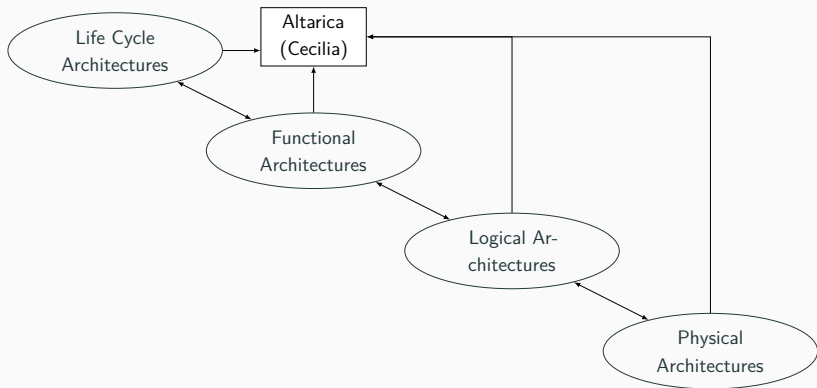 Altarica
(Cecilia)
Life Cycle
Architectures
Functional
Architectures
Logical Ar-
chitectures
Physical
Architectures